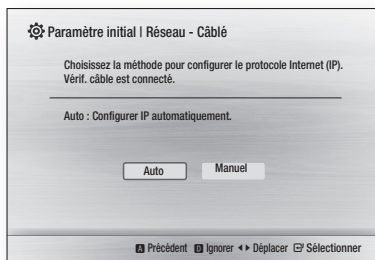 Paramètre initial | Réseau - Câblé
Choisissez la méthode pour configurer le protocole Internet (IP).
Vérif. câble est connecté.
Auto : Configurer IP automatiquement.
Auto Manuel
A Précédent D Ignorer Déplacer Sélectionner